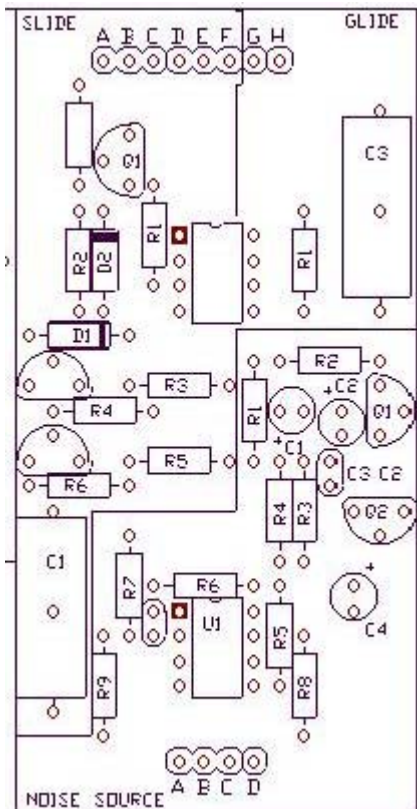 SLIDE
GLIDE
A B C D E F G H
Q1
C3
R1
R1
R2
D2
D1
R2
R3
C2
R4
R1
Q1
+
+
C1
R5
C3 C2
R6
R4
R3
Q2
C1
+
R7
R6
U1
R5
C4
R9
R8
A B C D
NOISE SOURCE